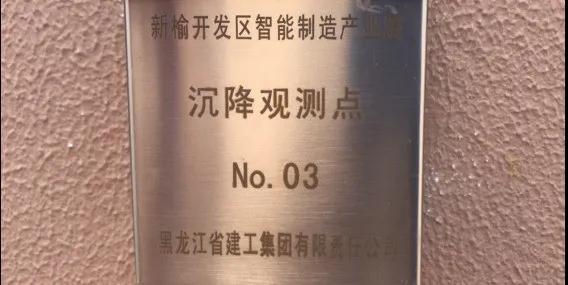 新榆开发区智能制造产业园
沉降观测点
No.03
黑龙江省建工集团有限责任公司